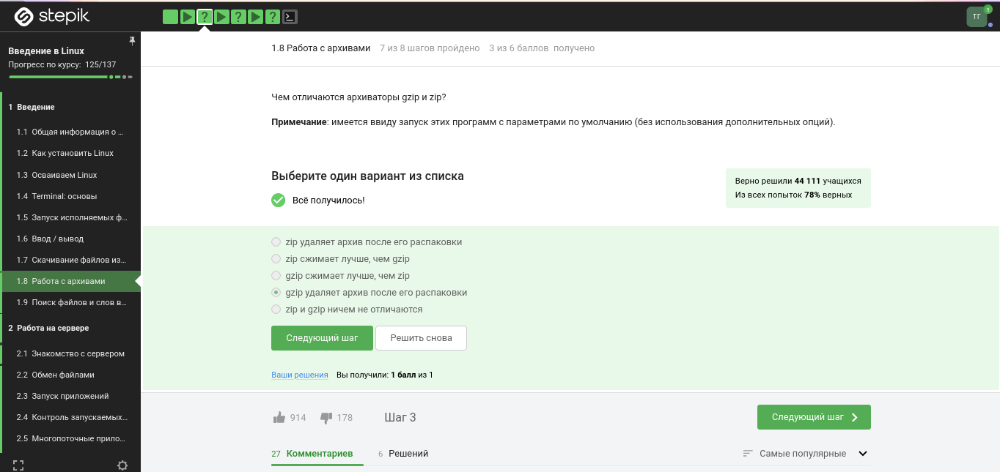 stepik
? ? ?
ТГ
1
Введение в Linux
Прогресс по курсу: 125/137
1 Введение
1.1 Общая информация о ...
1.2 Как установить Linux
1.3 Осваиваем Linux
1.4 Terminal: основы
1.5 Запуск исполняемых ф...
1.6 Ввод / вывод
1.7 Скачивание файлов из...
1.8 Работа с архивами
1.9 Поиск файлов и слов в...
2 Работа на сервере
2.1 Знакомство с сервером
2.2 Обмен файлами
2.3 Запуск приложений
2.4 Контроль запускаемых...
2.5 Многопоточные прило...
1.8 Работа с архивами 7 из 8 шагов пройдено 3 из 6 баллов получено
Чем отличаются архиваторы gzip и zip?
Примечание: имеется ввиду запуск этих программ с параметрами по умолчанию (без использования дополнительных опций).
Выберите один вариант из списка
Всё получилось!
Верно решили 44 111 учащихся
Из всех попыток 78% верных
zip удаляет архив после его распаковки
zip сжимает лучше, чем gzip
gzip сжимает лучше, чем zip
gzip удаляет архив после его распаковки
zip и gzip ничем не отличаются
Следующий шаг Решить снова
Ваши решения Вы получили: 1 балл из 1
914 178 Шаг 3 Следующий шаг
27 Комментариев 6 Решений Самые популярные